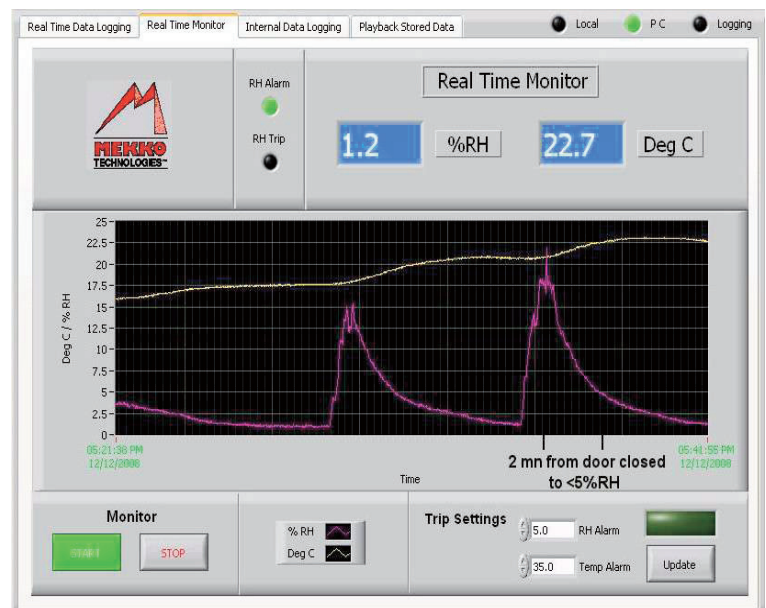 Real Time Data Logging Real Time Monitor Internal Data Logging Playback Stored Data Local PC Logging
MEKKO
TECHNOLOGIES™
RH Alarm
RH Trip
Real Time Monitor
1.2 %RH 22.7 Deg C
Deg C / % RH
25
22.5
20
17.5
15
12.5
10
7.5
5
2.5
0
05:21:36 PM
12/12/2008
05:41:55 PM
12/12/2008
Time
2 mn from door closed
to <5%RH
Monitor
START STOP
% RH
Deg C
Trip Settings
5.0 RH Alarm
35.0 Temp Alarm
Update